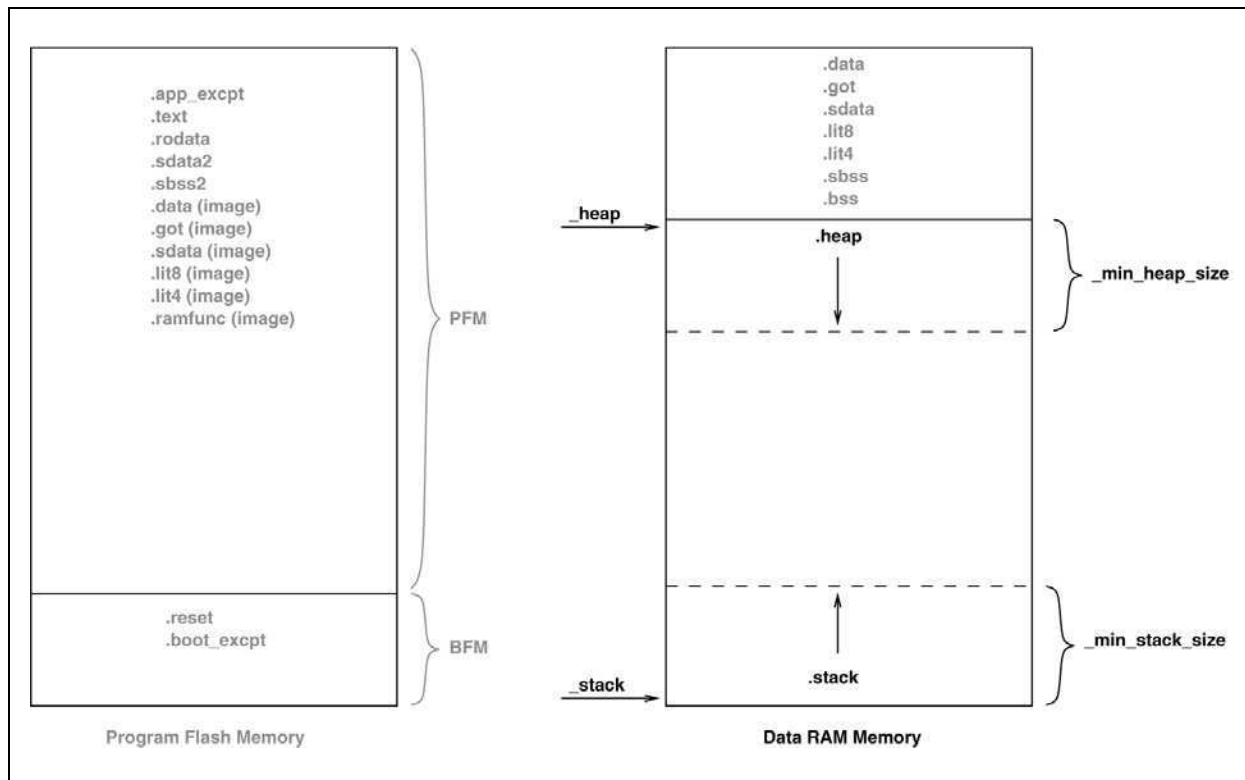 .app_excpt
.text
.rodata
.sdata2
.sbss2
.data (image)
.got (image)
.sdata (image)
.lit8 (image)
.lit4 (image)
.ramfunc (image)
PFM
.reset
.boot_excpt
BFM
Program Flash Memory
.data
.got
.sdata
.lit8
.lit4
.sbss
.bss
_heap
.heap
_min_heap_size
_min_stack_size
.stack
_stack
Data RAM Memory